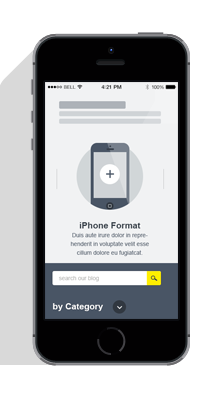 BELL 4:21 PM 100%
iPhone Format
Duis aute irure dolor in repre-
henderit in voluptate velit esse
cillum dolore eu fugiatcat.
search our blog
by Category